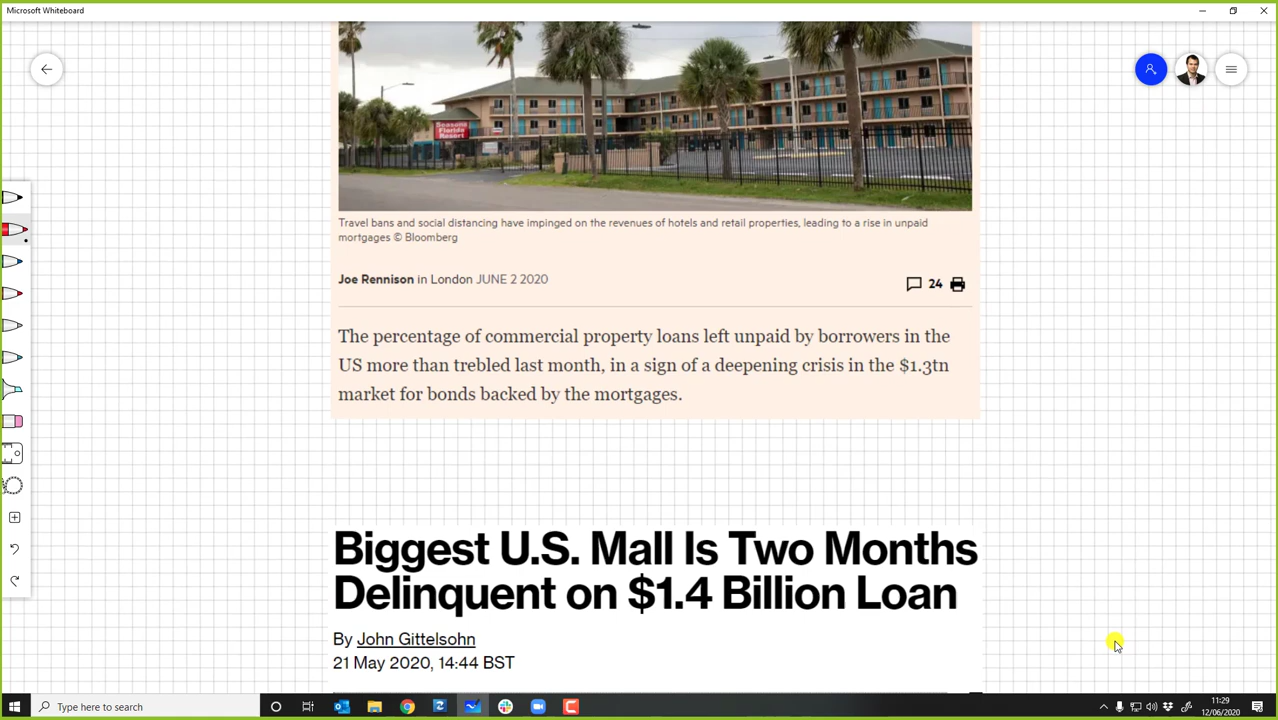 Microsoft Whiteboard
Seasons
Florida
Resort
Travel bans and social distancing have impinged on the revenues of hotels and retail properties, leading to a rise in unpaid
mortgages © Bloomberg
Joe Rennison in London JUNE 2 2020
24
The percentage of commercial property loans left unpaid by borrowers in the
US more than trebled last month, in a sign of a deepening crisis in the $1.3tn
market for bonds backed by the mortgages.
Biggest U.S. Mall Is Two Months
Delinquent on $1.4 Billion Loan
By John Gittelsohn
21 May 2020, 14:44 BST
Type here to search
11:29
12/06/2020